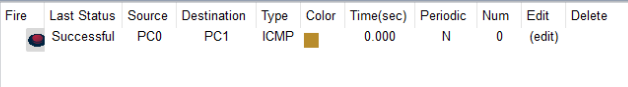 Fire Last Status Source Destination Type Color Time(sec) Periodic Num Edit Delete
Successful PC0 PC1 ICMP 0.000 N 0 (edit)